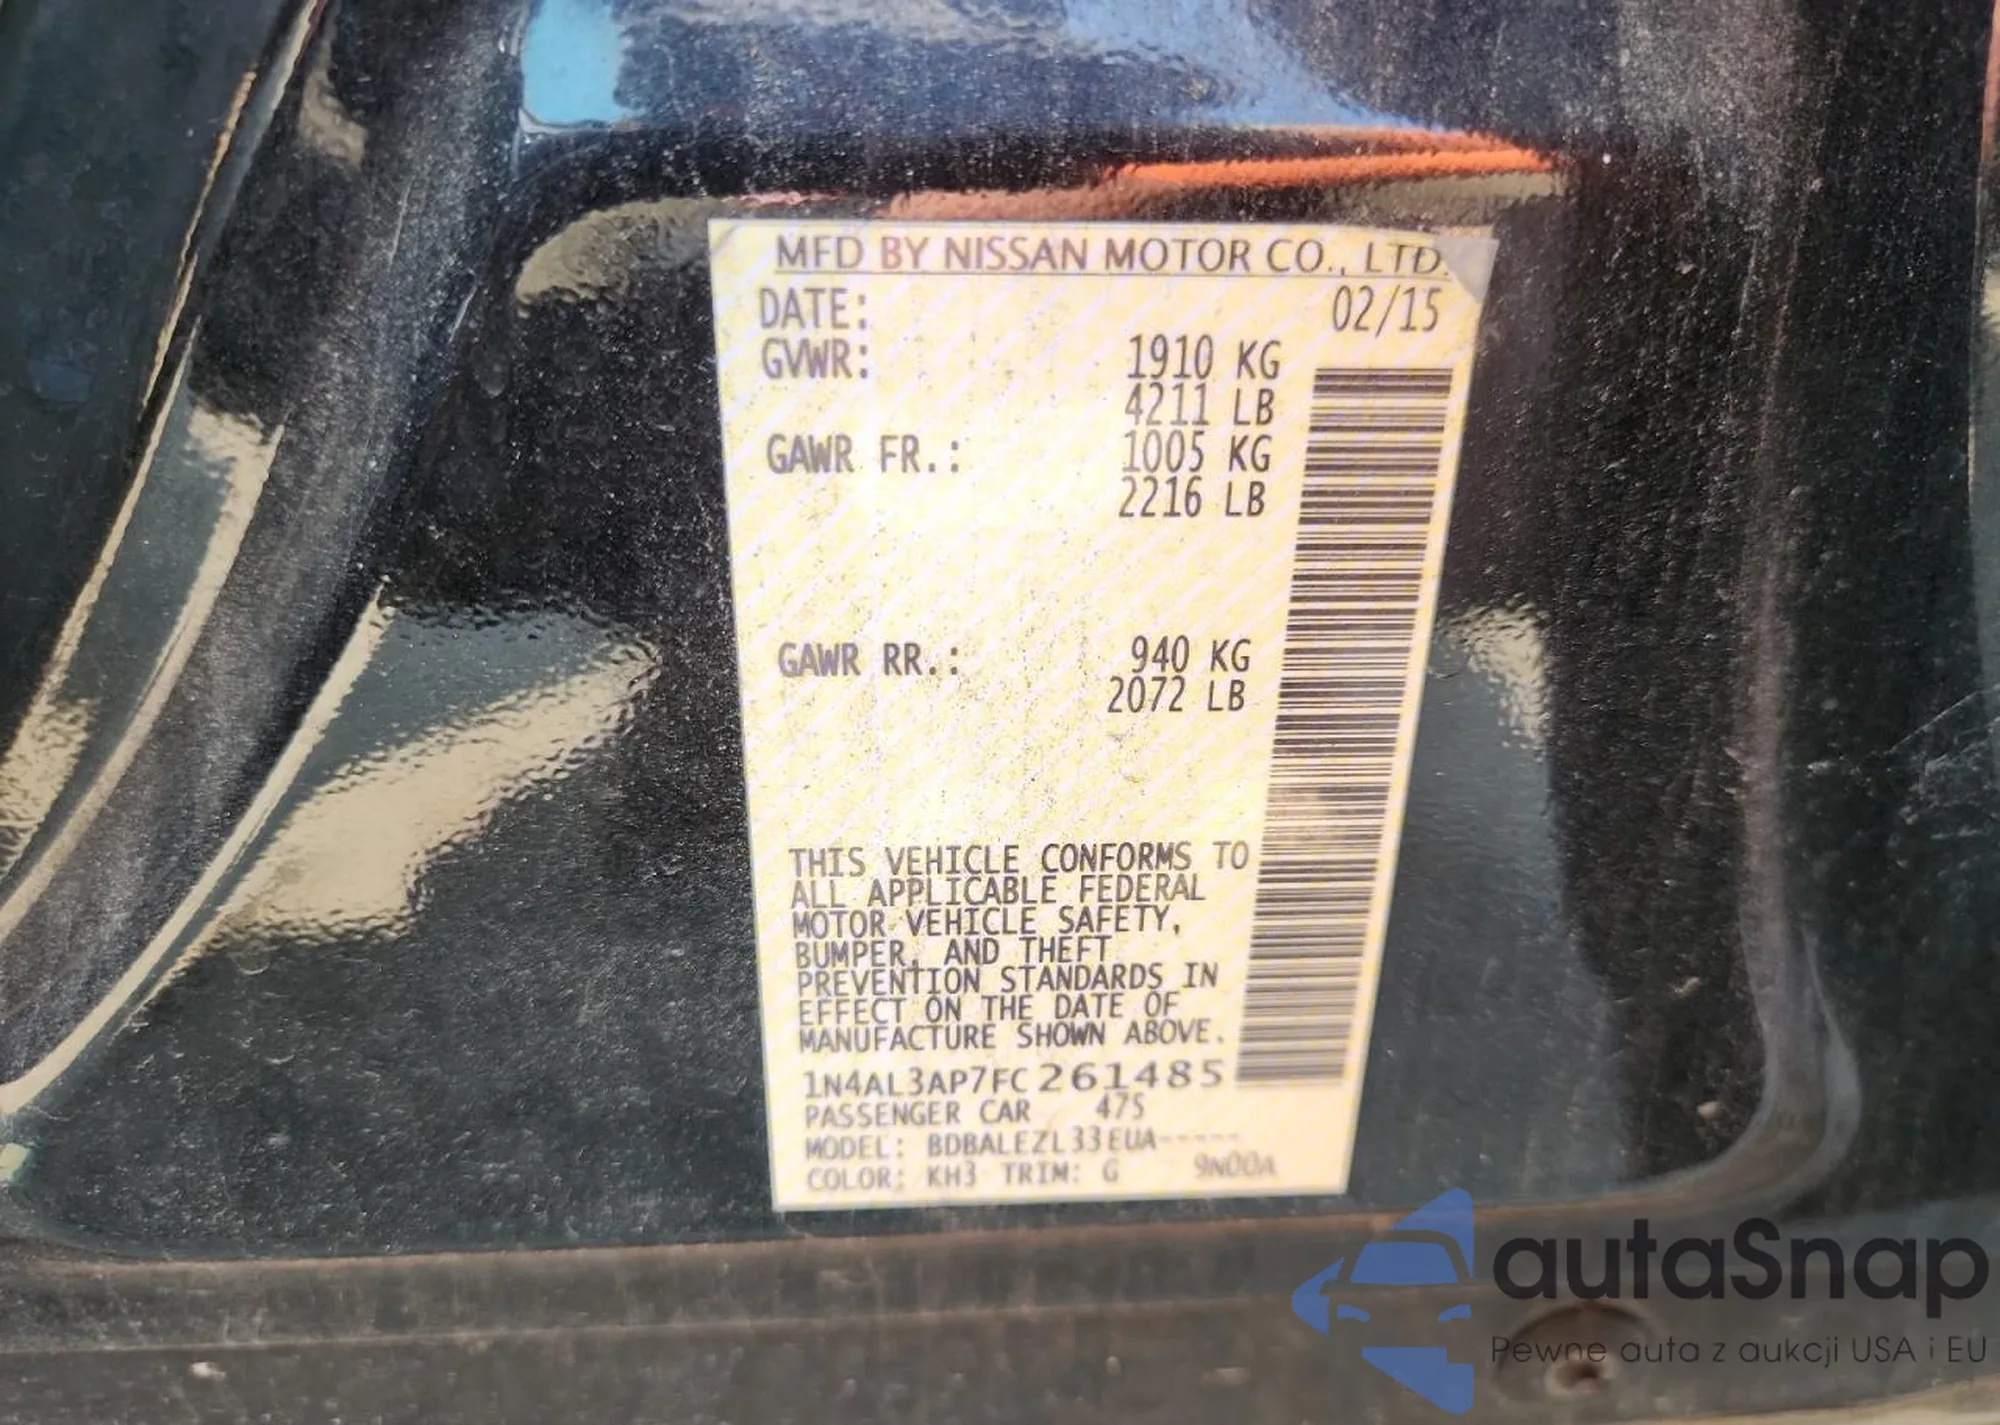 MFD BY NISSAN MOTOR CO., LTD.
DATE: 02/15
GVWR: 1910 KG
4211 LB
GAWR FR.: 1005 KG
2216 LB
GAWR RR.: 940 KG
2072 LB
THIS VEHICLE CONFORMS TO
ALL APPLICABLE FEDERAL
MOTOR VEHICLE SAFETY,
BUMPER, AND THEFT
PREVENTION STANDARDS IN
EFFECT ON THE DATE OF
MANUFACTURE SHOWN ABOVE.
1N4AL3AP7FC261485
PASSENGER CAR 475
MODEL: BDBALEZL33EUA-----
COLOR: KH3 TRIM: G 9N00A
autaSnap
Pewne auta z aukcji USA i EU